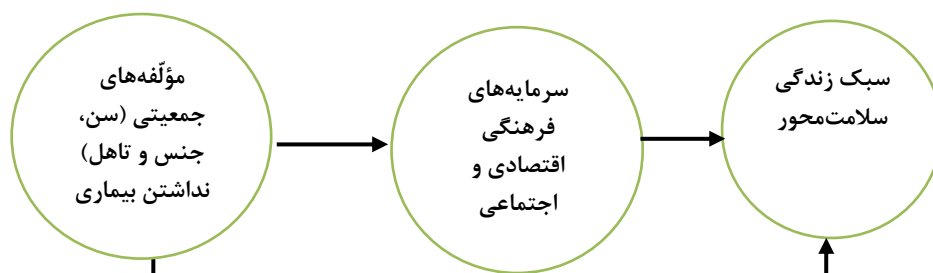 مؤلّفه‌های
جمعیتی (سن،
جنس و تاهل)
نداشتن بیماری
سرمایه‌های
فرهنگی
اقتصادی و
اجتماعی
سبک زندگی
سلامت‌محور